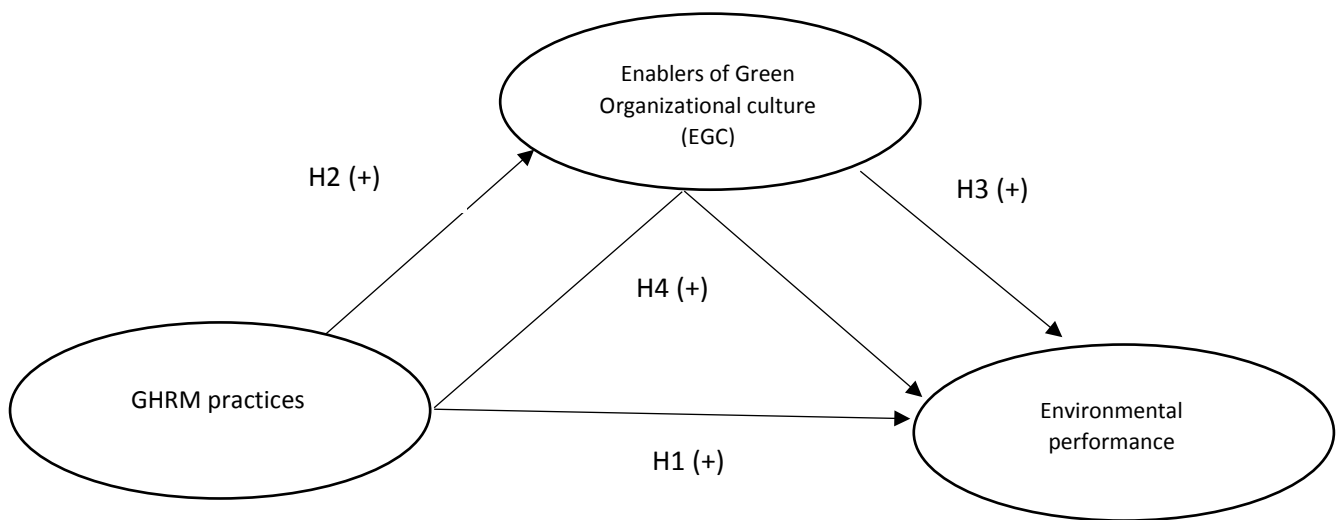 Enablers of Green
Organizational culture
(EGC)
H2 (+)
H3 (+)
H4 (+)
GHRM practices
Environmental
performance
H1 (+)